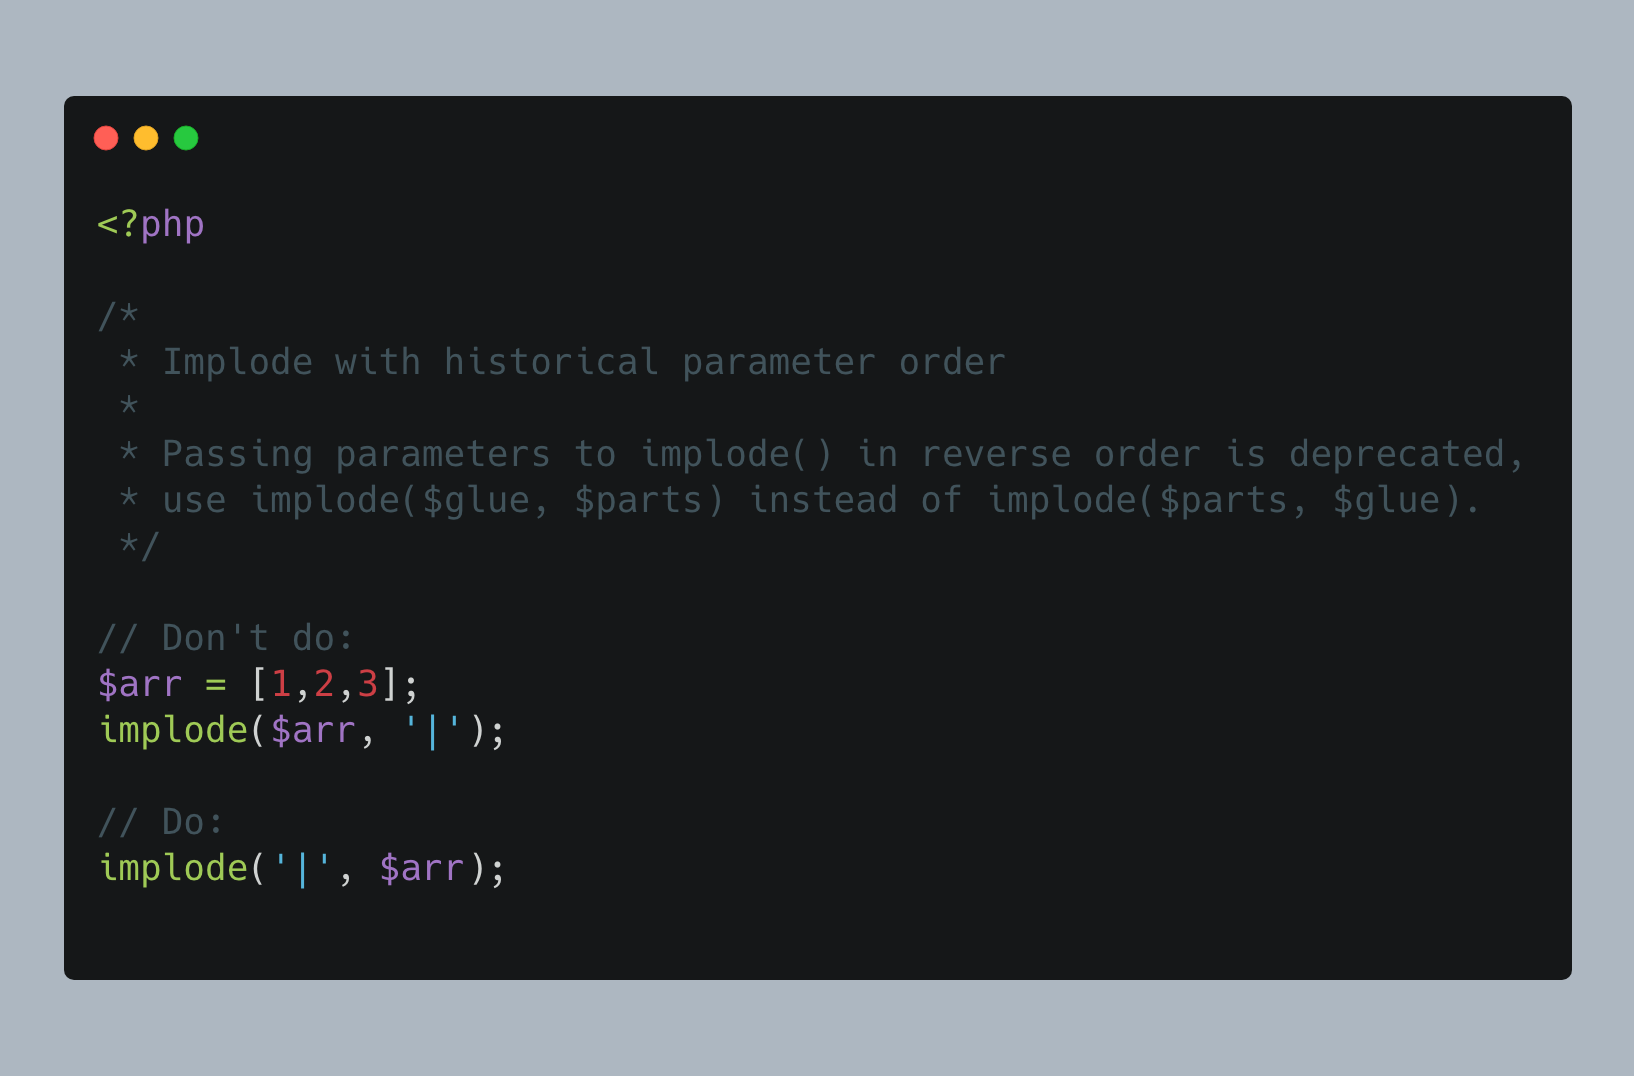 <?php
/*
 * Implode with historical parameter order
 *
 * Passing parameters to implode() in reverse order is deprecated,
 * use implode($glue, $parts) instead of implode($parts, $glue).
 */
// Don't do:
$arr = [1,2,3];
implode($arr, '|');
// Do:
implode('|', $arr);